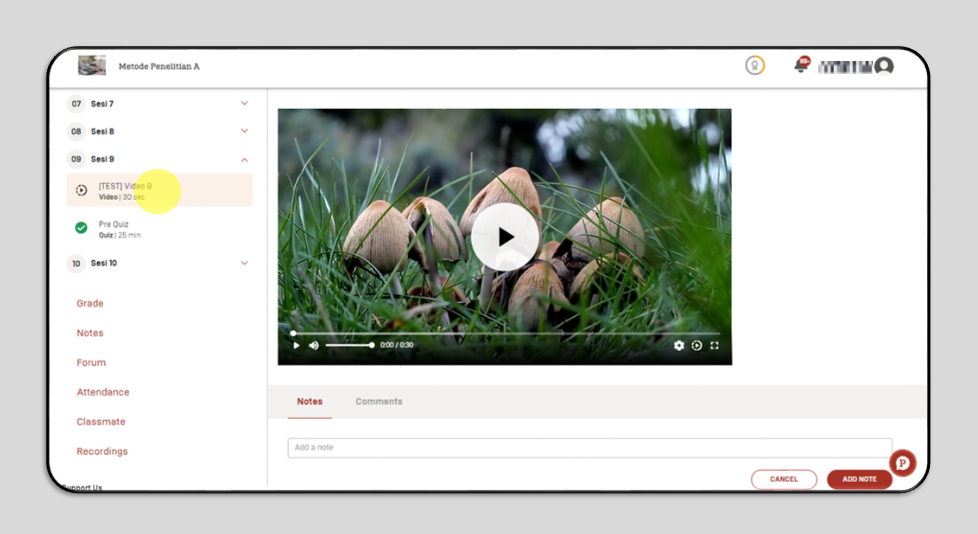 Metode Penelitian A
99+
07 Sesi 7
08 Sesi 8
09 Sesi 9
[TEST] Video 9
Video | 30 sec
Pre Quiz
Quiz | 25 min
10 Sesi 10
Grade
Notes
Forum
Attendance
Classmate
Recordings
Support Us
0:00 / 0:30
Notes Comments
Add a note
CANCEL ADD NOTE
P